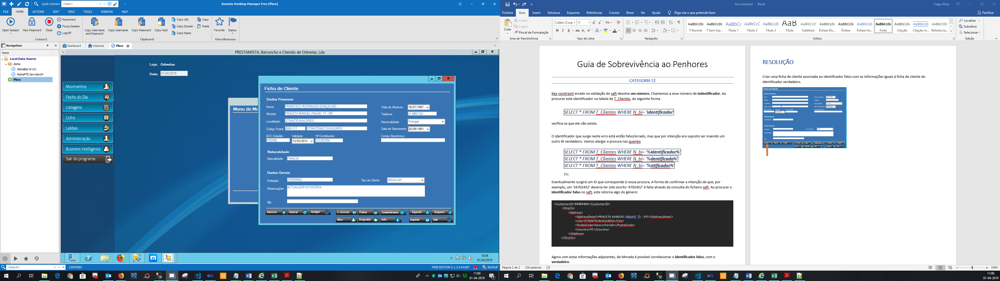 Quick Connect <Host>
Remote Desktop Manager Free [Pbco]
FILE HOME ACTIONS EDIT VIEW TOOLS WINDOW HELP
Open Session
View Password
Close
Reconnect
Focus Session
LogOff
Connect
Copy Username and Password
Copy Username
Copy Password
Copy Host
Copy URL
Copy Domain
Copy Name
Copy
Paste
Clipboard
Favorite
Status
Miscellaneous
Navigation
Name
Local Data Source
Aloha
AlohaBss Srv01
AlohaPTE Servidor04
Pbco
Dashboard
Welcome
Pbco
PRESTAMISTA, Barruncho e Chendo de Odivelas, Lda
Loja: Odivelas
Data: 01/04/2019
Movimentos
Fecho do Dia
Listagens
Cofre
Leilões
Administração
Business Intelligence
Sair do programa
Menu de Mo
Ficha de Cliente
Dados Pessoais
Nome: FRANCISCO RODRIGUES GONÇALVES
Data de Abertura: 18/07/1997
Morada: PRACETA MANUEL FIALHO T1 - 5ºC
Telefone: 21 9881122
Localidade: STºANTºCAVALEIROS
Nacionalidade: Portugal
Código Postal: 2660-117 STºANTÓNIO CAVALEIROS
Data de Nascimento: 30/09/1951
BI/C.Cidadão: Validade: Nº Contribuinte: Correio Electrónico:
4702452 13/03/2013 121352358
Naturalidade
Naturalidade: PAIALVO
Dados Gerais
Profissão: OPERÁRIO
Tipo de Cliente: REGULAR
Observações: ACTUALIZAR FOTOCÓPIA.
Nib:
Adicionar Alterar Apagar C. Corrente Fotos Consentimento Exportar Esquecer
Mov. Emprést. Info Imprimir Sair
10:56
01/04/2019
<Search>
3 ENTRIES
FREE EDITION 5.1.3.0 64-BIT
BACKUP
11:00
01-04-2019
Documento2 - Word
Tiago Alves
Ficheiro Base Inserir Estrutura Esquema Referências Correio Rever Ver Ajuda Diga-me o que pretende fazer
Partilhar
Colar
Cortar
Copiar
Pincel de Formatação
Área de Transferência
Calibri (Corp 11
Tipo de Letra
Parágrafo
¶ Normal
¶ Sem Esp...
Título 1
Título 2
Título 3
Título
Subtítulo
Ênfase Dis...
Ênfase
Ênfase Int...
Forte
Citação
Citação In...
Referência...
Estilos
Localizar
Substituir
Selecionar
Edição
Guia de Sobrevivência ao Penhores
CATEGORIA S1
Key constraint errado na validação do saft devolve um número. Chamemos a esse número de indentificador. Ao
procurar este identificador na tabela de T_Clientes, da seguinte forma
SELECT * FROM T_Clientes WHERE N_bi= ‘identificador’
verifica-se que ele não existe.
O identificador que surge neste erro está então falso/errado, mas que por intenção era suposto ser inserido um
outro BI verdadeiro. Vamos alargar a procura nas queries:
SELECT * FROM T_Clientes WHERE N_bi= ‘%identificador%’
SELECT * FROM T_Clientes WHERE N_bi= ‘%dentificado%’
SELECT * FROM T_Clientes WHERE N_bi= ‘%ntificador%’
Etc.
Eventualmente surgirá um ID que corresponde à nossa procura. A forma de confirmar a intenção de que, por
exemplo, um ‘34702452’ deveria ter sido escrito ‘4702452’ é feita através da consulta do ficheiro saft. Ao procurar o
identificador falso no saft, este retorna algo do género:
<CustomerID>34702452</CustomerID>
<ShipTo>
<Address>
<AddressDetail>PRACETA MANUEL FIALHO T1 - 5ºC</AddressDetail>
<City>STºANTºCAVALEIROS</City>
<PostalCode>Desconhecido</PostalCode>
<Country>PT</Country>
</Address>
</ShipTo>
Agora com estas informações adjacentes, de Morada é possível correlacionar o identificador falso, com o
verdadeiro.
RESOLUÇÃO
Criar uma ficha de cliente associada ao identificador falso com as informações iguais à ficha de cliente do
identificador verdadeiro.
Ficha de Cliente
Página 2 de 2
236 palavras
100%
11:00
01-04-2019